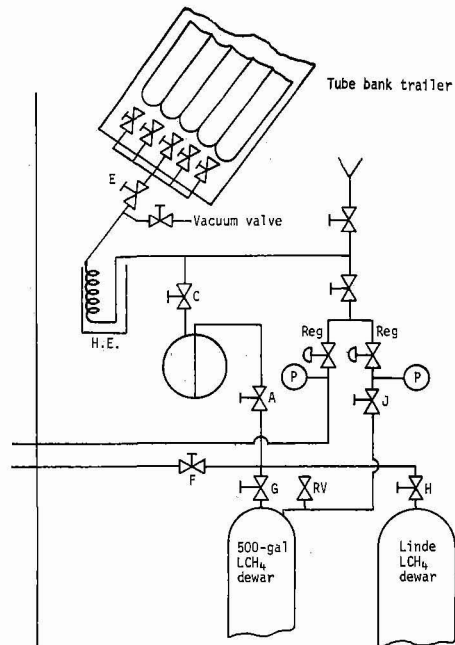 Tube bank trailer
E
Vacuum valve
C
H.E.
Reg
Reg
P
P
A
J
F
G
RV
H
500-gal
LCH₄
dewar
Linde
LCH₄
dewar